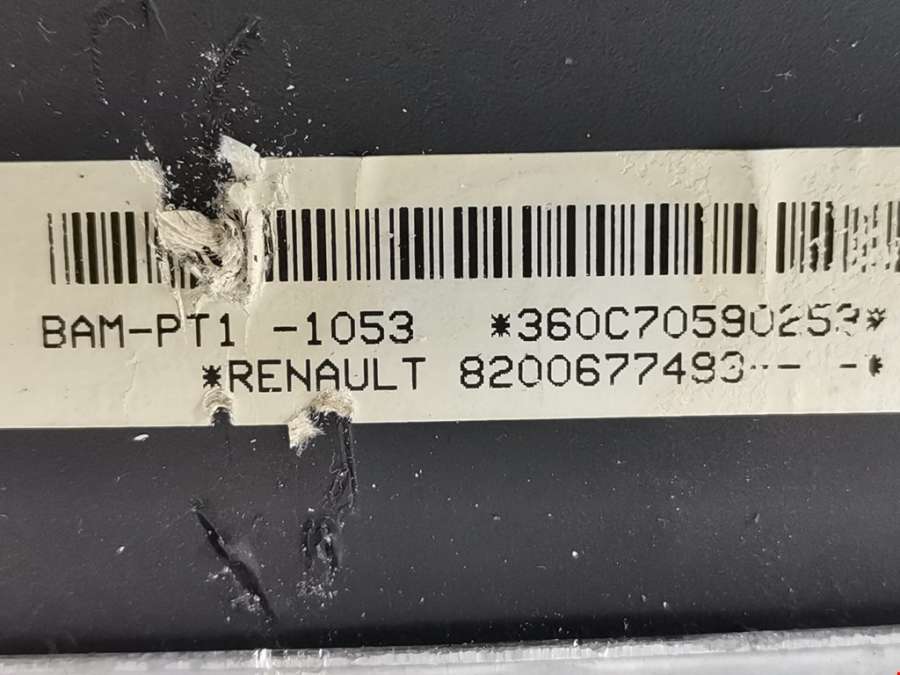 BAM-PT1 -1053 *360C70590253*
*RENAULT 8200677493-- -*